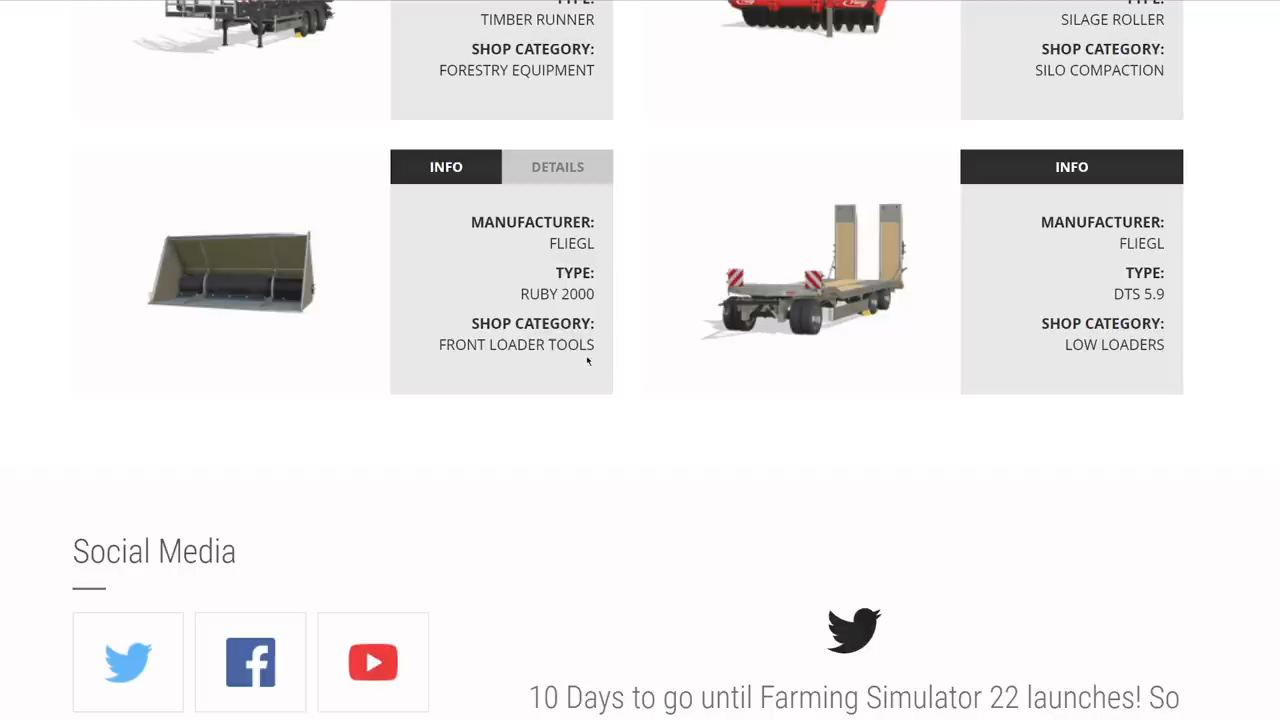 TIMBER RUNNER
SHOP CATEGORY:
FORESTRY EQUIPMENT
SILAGE ROLLER
SHOP CATEGORY:
SILO COMPACTION
INFO DETAILS
MANUFACTURER:
FLIEGL
TYPE:
RUBY 2000
SHOP CATEGORY:
FRONT LOADER TOOLS
INFO
MANUFACTURER:
FLIEGL
TYPE:
DTS 5.9
SHOP CATEGORY:
LOW LOADERS
Social Media
10 Days to go until Farming Simulator 22 launches! So